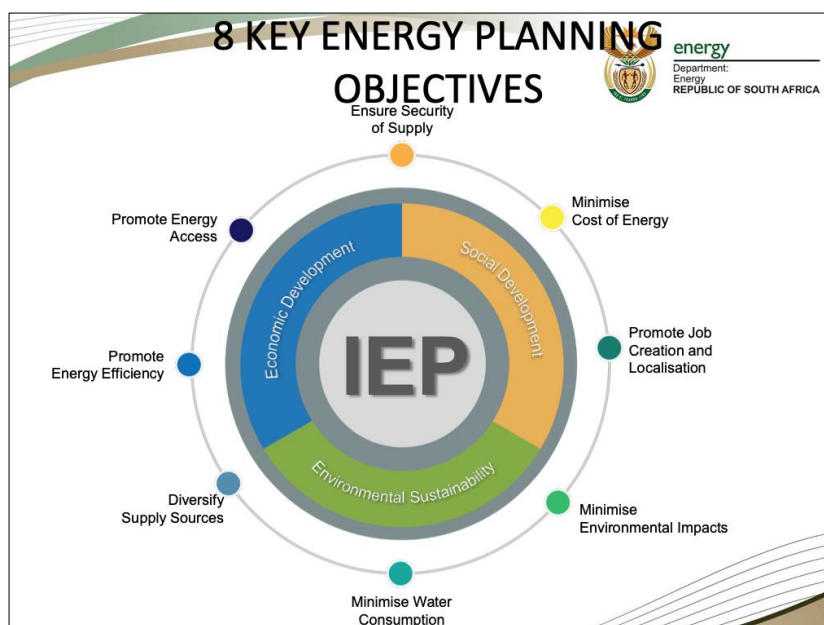 8 KEY ENERGY PLANNING
OBJECTIVES
energy
Department:
Energy
REPUBLIC OF SOUTH AFRICA
Ensure Security
of Supply
Minimise
Cost of Energy
Promote Job
Creation and
Localisation
Minimise
Environmental Impacts
Minimise Water
Consumption
Diversify
Supply Sources
Promote
Energy Efficiency
Promote Energy
Access
Economic Development
Social Development
Environmental Sustainability
IEP